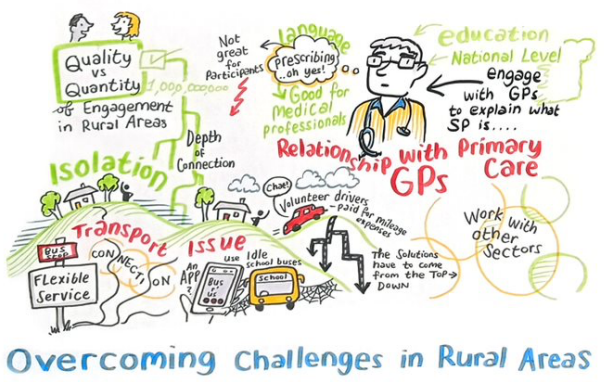 Quality
vs
Quantity
1,000,000,000
of Engagement
in Rural Areas
Depth
of
Connection
Isolation
Not
great
for
Participants
language
Prescribing
..oh yes!
Good for
Medical
professionals
education
National Level
engage
with GPs
to explain what
SP is....
Relationship with Primary
GPs
Care
Chat!
Volunteer drivers
paid for mileage
expenses
Transport Issue
BUS
STOP
FLexible
Service
CON
NECTI
ON
An
APP?
Bus
r
us
use Idle
school buses
School
The Solutions
have to come
from the TOP
DOWN
Work with
other
Sectors
Overcoming Challenges in Rural Areas